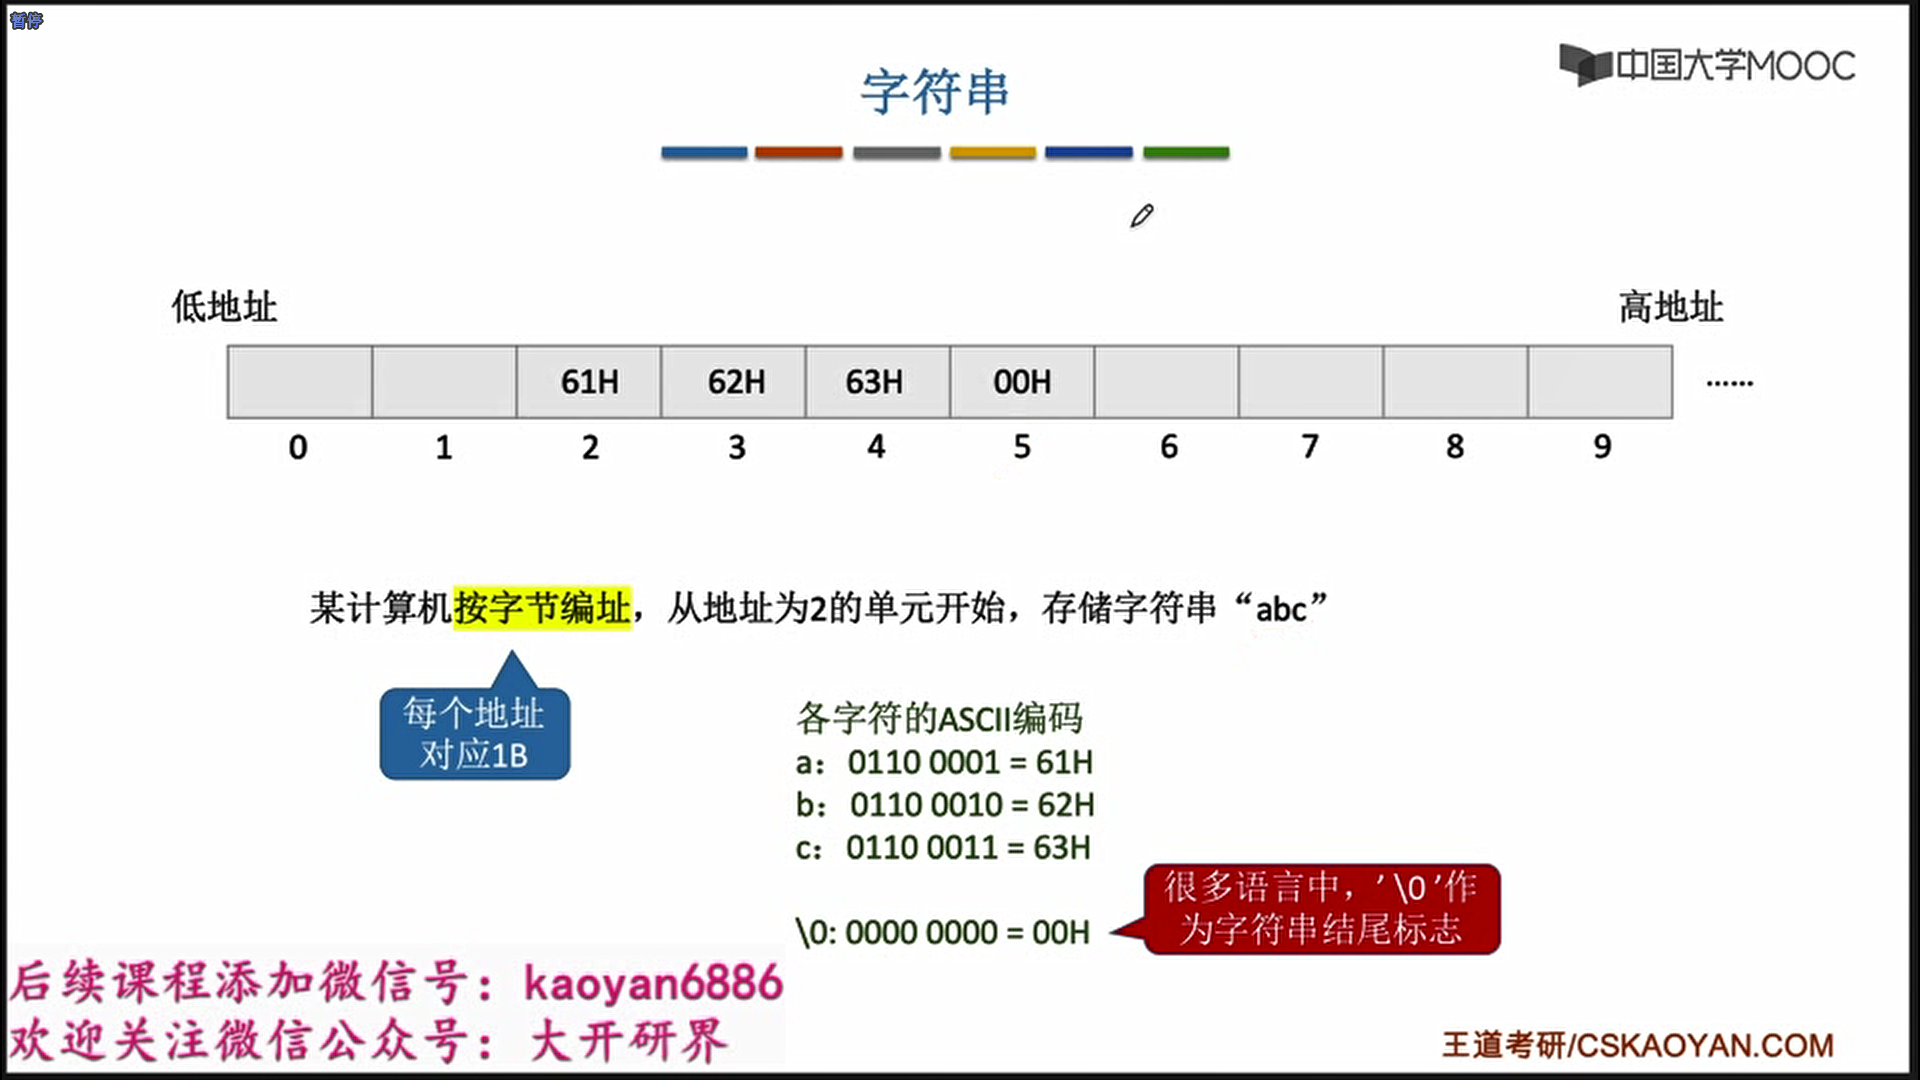 暂停
中国大学MOOC
字符串
低地址
高地址
61H 62H 63H 00H ......
0 1 2 3 4 5 6 7 8 9
某计算机按字节编址，从地址为2的单元开始，存储字符串“abc”
每个地址
对应1B
各字符的ASCII编码
a： 0110 0001 = 61H
b： 0110 0010 = 62H
c： 0110 0011 = 63H
\0: 0000 0000 = 00H
很多语言中，’\0’作
为字符串结尾标志
后续课程添加微信号：kaoyan6886
欢迎关注微信公众号：大开研界
王道考研/CSKAOYAN.COM